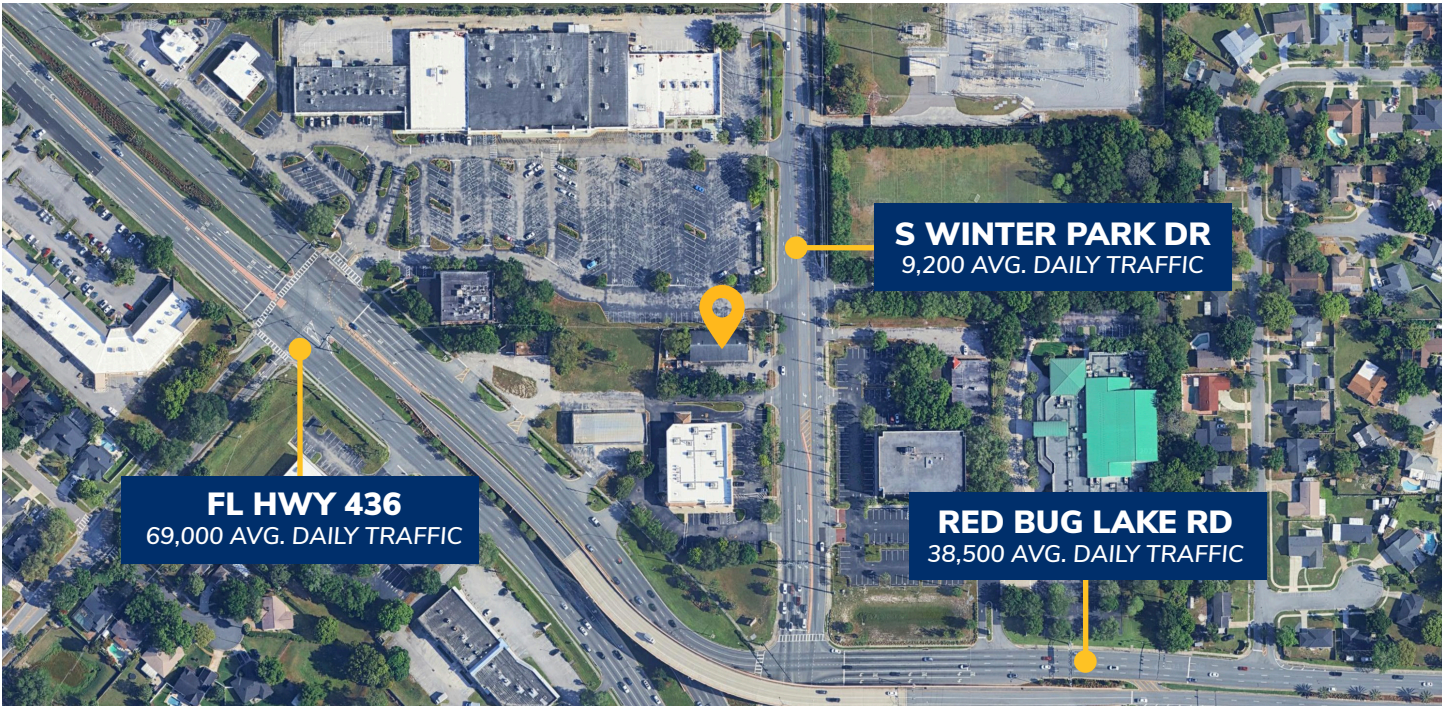 S WINTER PARK DR
9,200 AVG. DAILY TRAFFIC
FL HWY 436
69,000 AVG. DAILY TRAFFIC
RED BUG LAKE RD
38,500 AVG. DAILY TRAFFIC